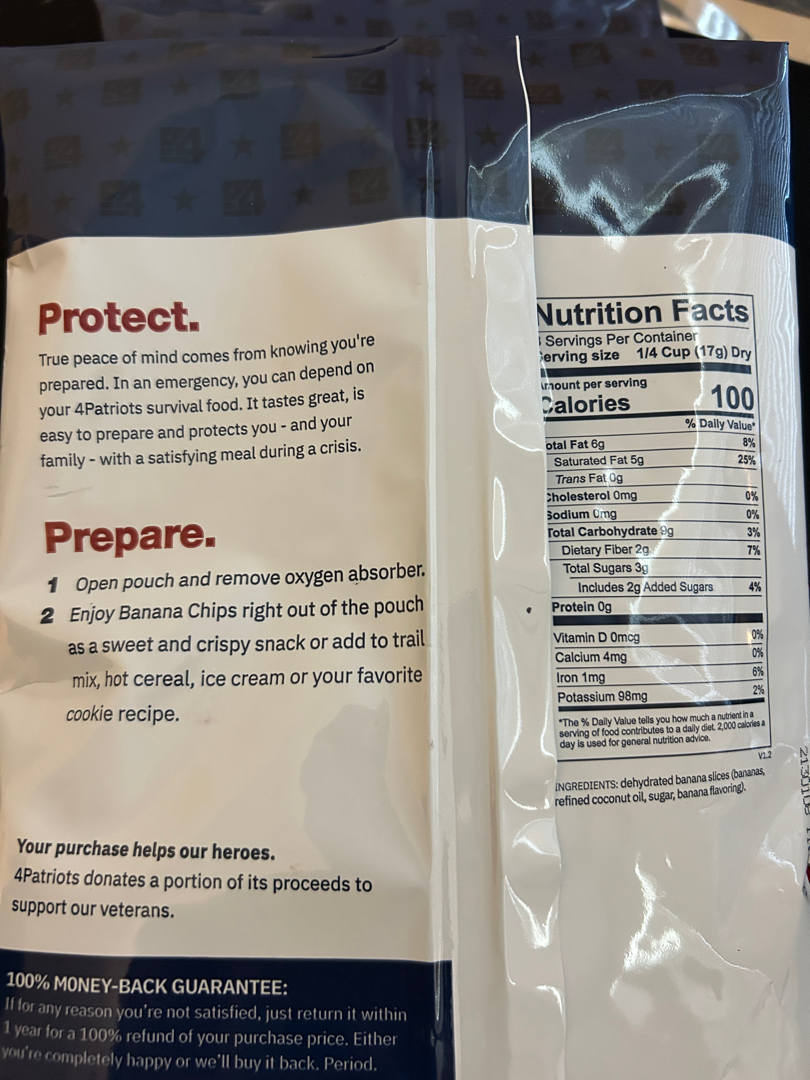 Protect.
True peace of mind comes from knowing you're
prepared. In an emergency, you can depend on
your 4Patriots survival food. It tastes great, is
easy to prepare and protects you - and your
family - with a satisfying meal during a crisis.
Prepare.
1 Open pouch and remove oxygen absorber.
2 Enjoy Banana Chips right out of the pouch
as a sweet and crispy snack or add to trail
mix, hot cereal, ice cream or your favorite
cookie recipe.
Your purchase helps our heroes.
4Patriots donates a portion of its proceeds to
support our veterans.
100% MONEY-BACK GUARANTEE:
If for any reason you're not satisfied, just return it within
1 year for a 100% refund of your purchase price. Either
you're completely happy or we'll buy it back. Period.
Nutrition Facts
Servings Per Container
erving size 1/4 Cup (17g) Dry
mount per serving
Calories 100
% Daily Value*
otal Fat 6g 8%
Saturated Fat 5g 25%
Trans Fat 0g
Cholesterol 0mg 0%
Sodium 0mg 0%
Total Carbohydrate 9g 3%
Dietary Fiber 2g 7%
Total Sugars 3g
Includes 2g Added Sugars 4%
Protein 0g
Vitamin D 0mcg 0%
Calcium 4mg 0%
Iron 1mg 6%
Potassium 98mg 2%
*The % Daily Value tells you how much a nutrient in a
serving of food contributes to a daily diet. 2,000 calories a
day is used for general nutrition advice.
V1.2
INGREDIENTS: dehydrated banana slices (bananas,
refined coconut oil, sugar, banana flavoring).